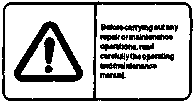 Before carrying out any
repair or maintenance
operations, read
carefully the operating
and maintenance
manual.